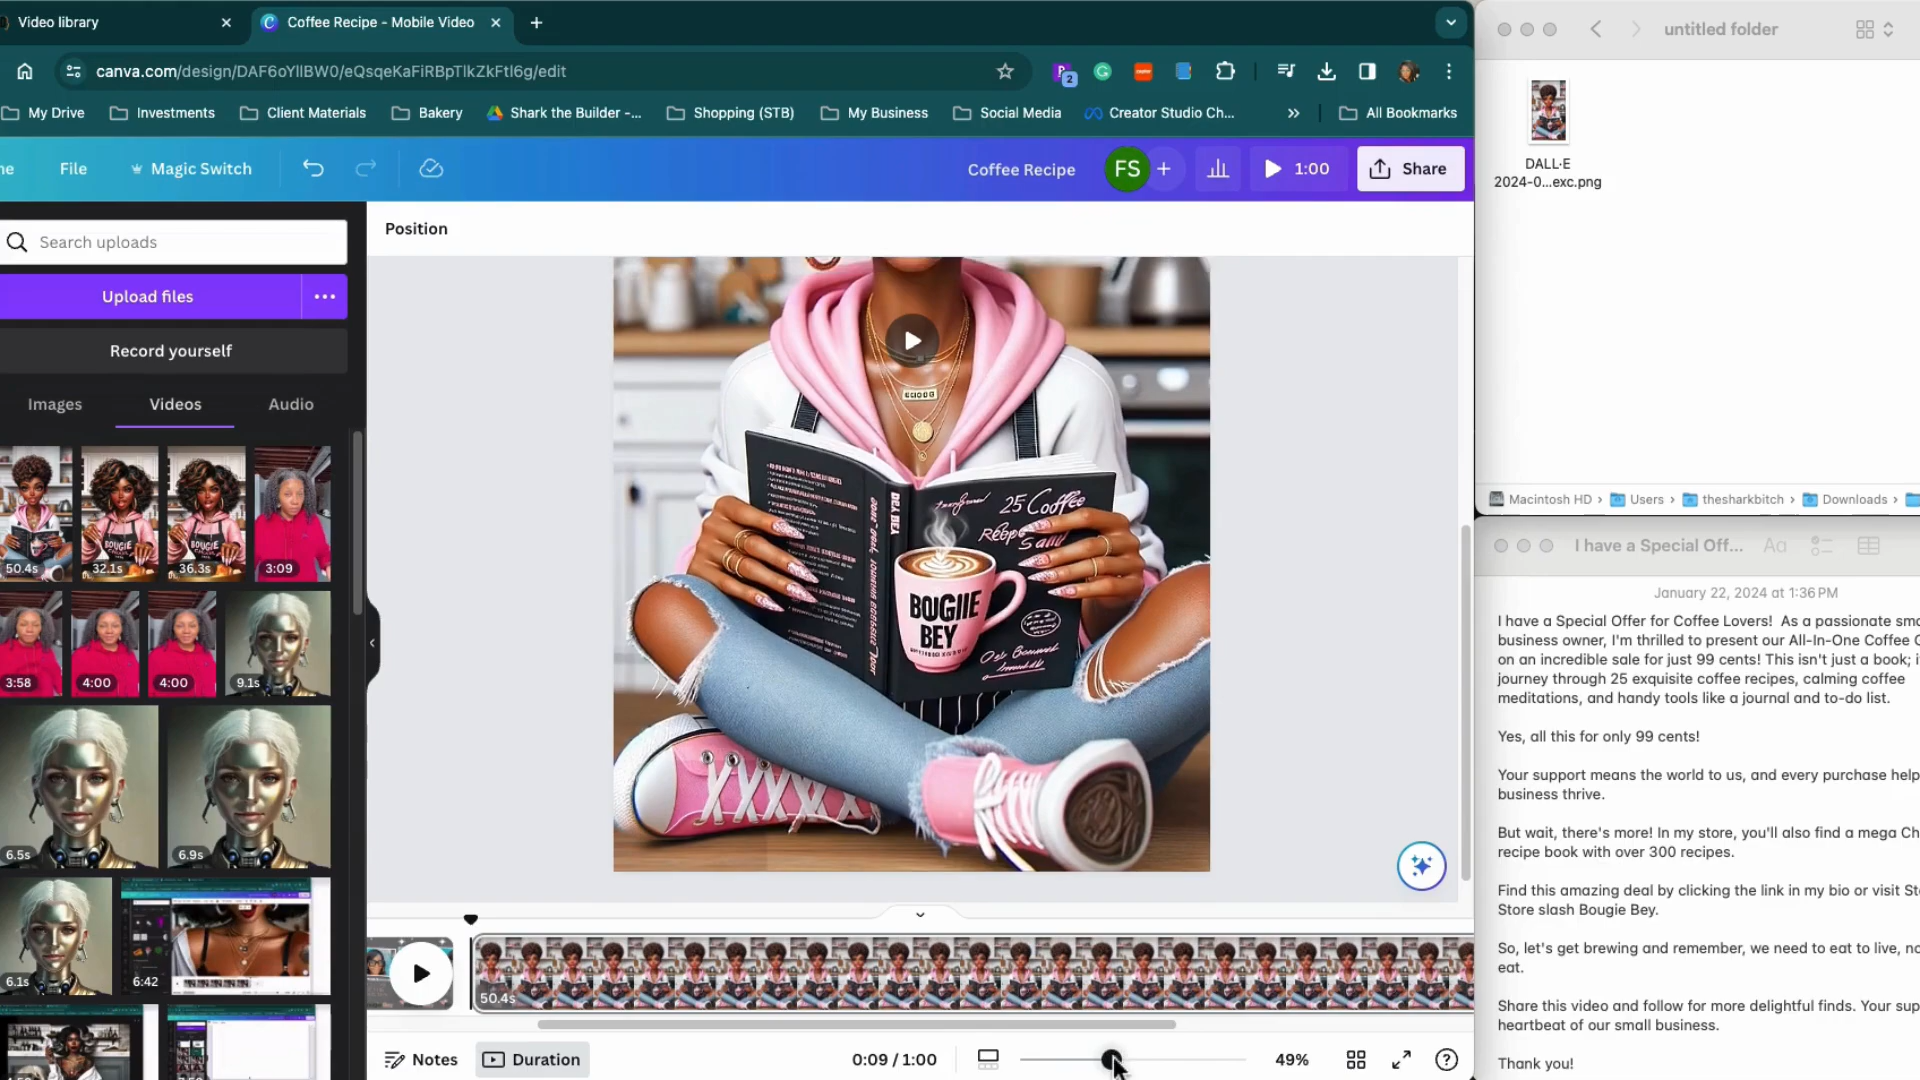 Video library
Coffee Recipe - Mobile Video
canva.com/design/DAF6oYllBW0/eQsqeKaFiRBpTlkZkFtl6g/edit
2
My Drive
Investments
Client Materials
Bakery
Shark the Builder -...
Shopping (STB)
My Business
Social Media
Creator Studio Ch...
All Bookmarks
ne
File
Magic Switch
Coffee Recipe
FS
1:00
Share
Search uploads
Upload files
Record yourself
Images
Videos
Audio
50.4s
32.1s
36.3s
3:09
3:58
4:00
4:00
9.1s
6.5s
6.9s
6.1s
6:42
BOUGIE
BOUGIE
Position
25 Coffee
BOUGIIE
BEY
50.4s
Notes
Duration
0:09 / 1:00
49%
untitled folder
DALL·E
2024-0...exc.png
Macintosh HD
Users
thesharkbitch
Downloads
I have a Special Off...
Aa
January 22, 2024 at 1:36 PM
I have a Special Offer for Coffee Lovers! As a passionate sma
business owner, I'm thrilled to present our All-In-One Coffee C
on an incredible sale for just 99 cents! This isn't just a book; i
journey through 25 exquisite coffee recipes, calming coffee
meditations, and handy tools like a journal and to-do list.
Yes, all this for only 99 cents!
Your support means the world to us, and every purchase help
business thrive.
But wait, there's more! In my store, you'll also find a mega Ch
recipe book with over 300 recipes.
Find this amazing deal by clicking the link in my bio or visit St
Store slash Bougie Bey.
So, let's get brewing and remember, we need to eat to live, no
eat.
Share this video and follow for more delightful finds. Your sup
heartbeat of our small business.
Thank you!